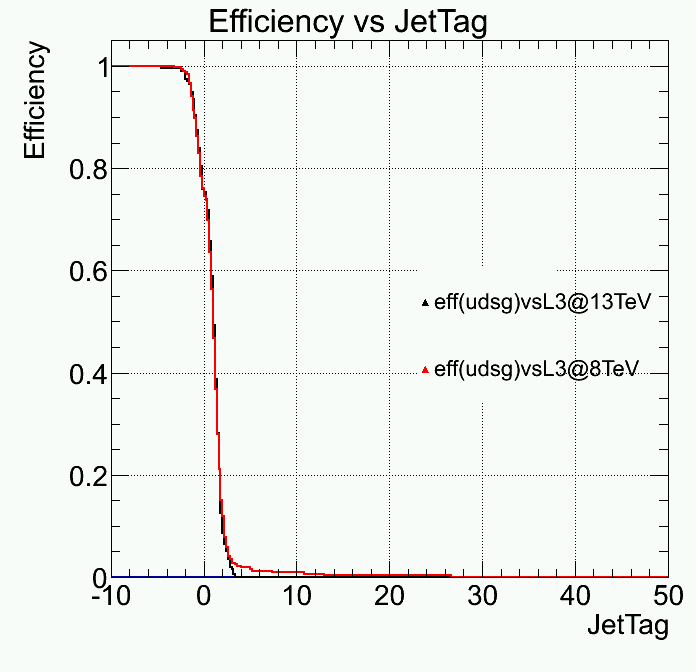 Efficiency vs JetTag
Efficiency
1
0.8
0.6
eff(udsg)vsL3@13TeV
0.4
eff(udsg)vsL3@8TeV
0.2
0
-10 0 10 20 30 40 50
JetTag